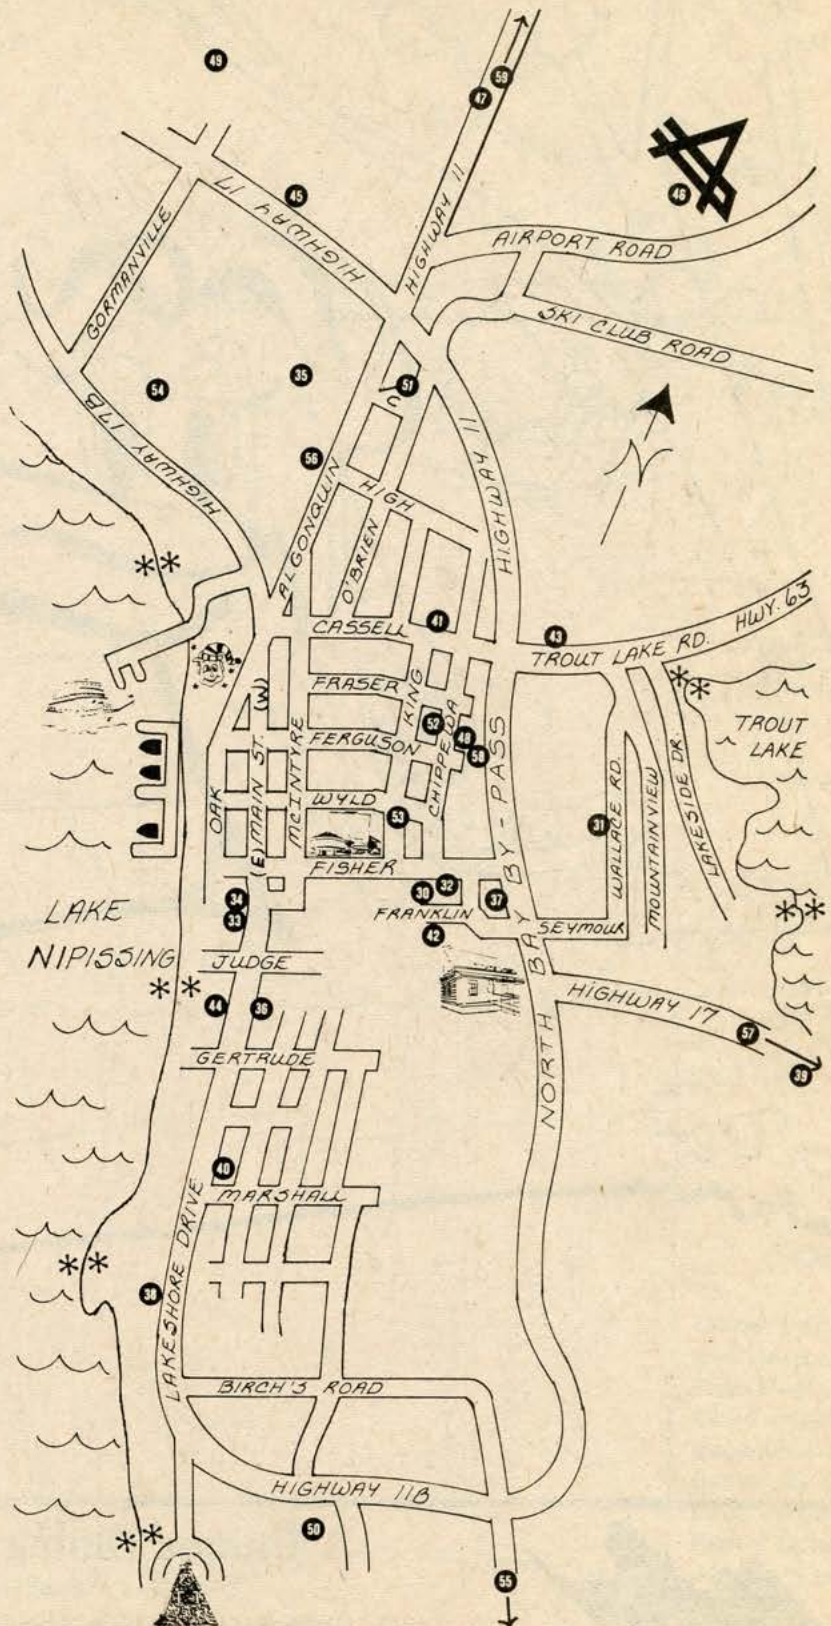 49
59
47
46
45
HIGHWAY 17
HIGHWAY 11
AIRPORT ROAD
GORMANVILLE
SKI CLUB ROAD
35
51
54
C
HIGHWAY 17B
N
56
HIGH
HIGHWAY 11
ALGONQUIN
O'BRIEN
41
43
CASSELL
TROUT LAKE RD.
HWY. 63
FRASER
KING
(W)
52
CHIPPEWA
48
58
FERGUSON
TROUT
LAKE
OAK
(E) MAIN ST.
MCINTYRE
WYLD
53
31
WALLACE RD.
MOUNTAINVIEW
LAKESIDE DR.
NORTH BAY BY-PASS
FISHER
34
33
30
32
37
FRANKLIN
42
SEYMOUR
LAKE
NIPISSING
JUDGE
44
36
HIGHWAY 17
57
39
GERTRUDE
40
MARSHALL
LAKESHORE DRIVE
38
BIRCH'S ROAD
HIGHWAY 11B
50
55